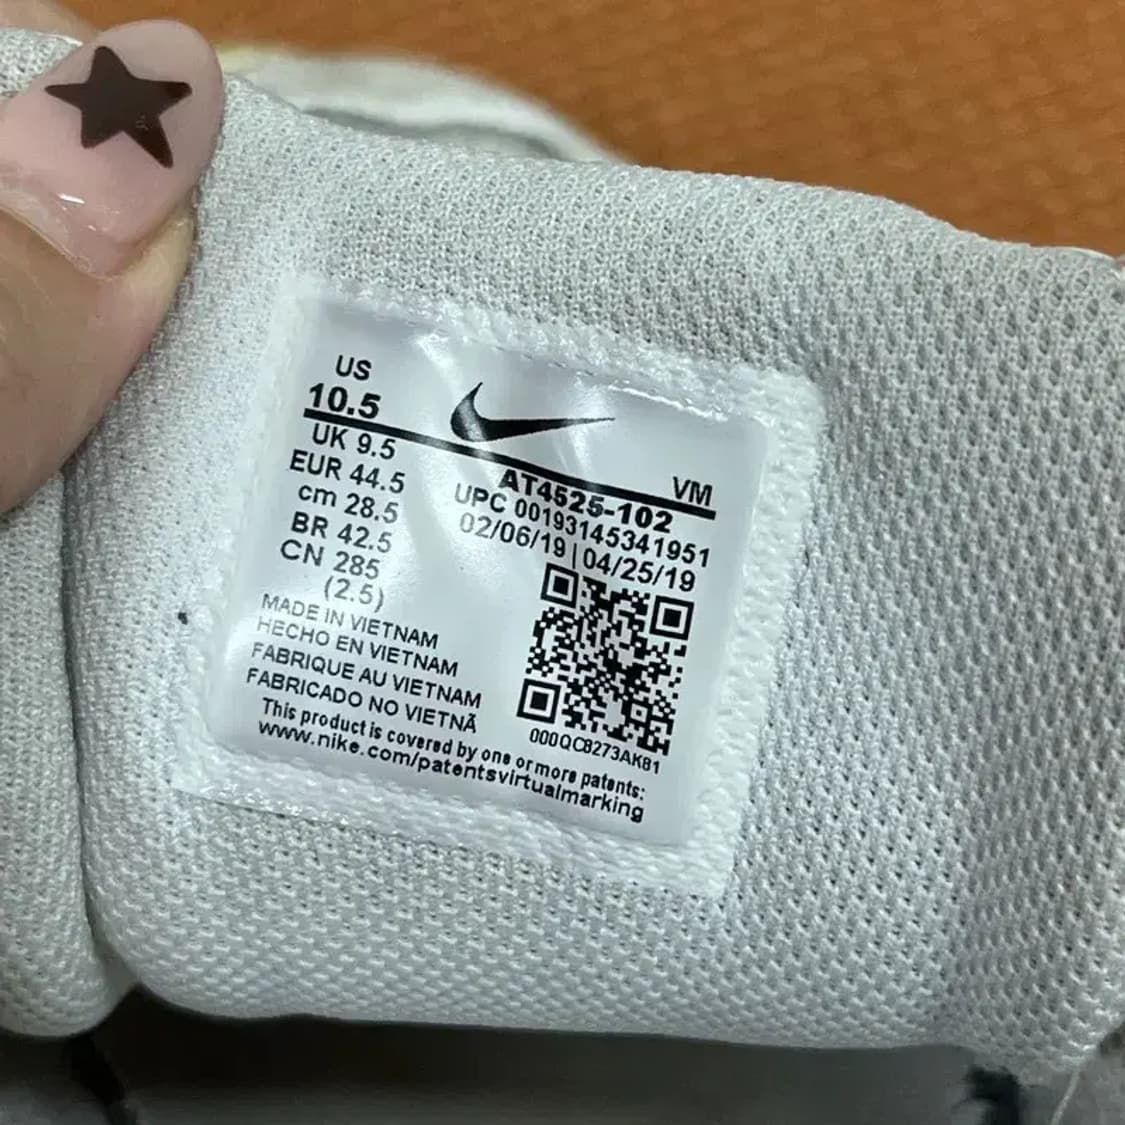 US
10.5
UK 9.5
EUR 44.5
cm 28.5
BR 42.5
CN 285
(2.5)
VM
AT4525-102
UPC 00193145341951
02/06/19 | 04/25/19
000QC8273AK81
MADE IN VIETNAM
HECHO EN VIETNAM
FABRIQUE AU VIETNAM
FABRICADO NO VIETNÃ
This product is covered by one or more patents:
www.nike.com/patentsvirtualmarking